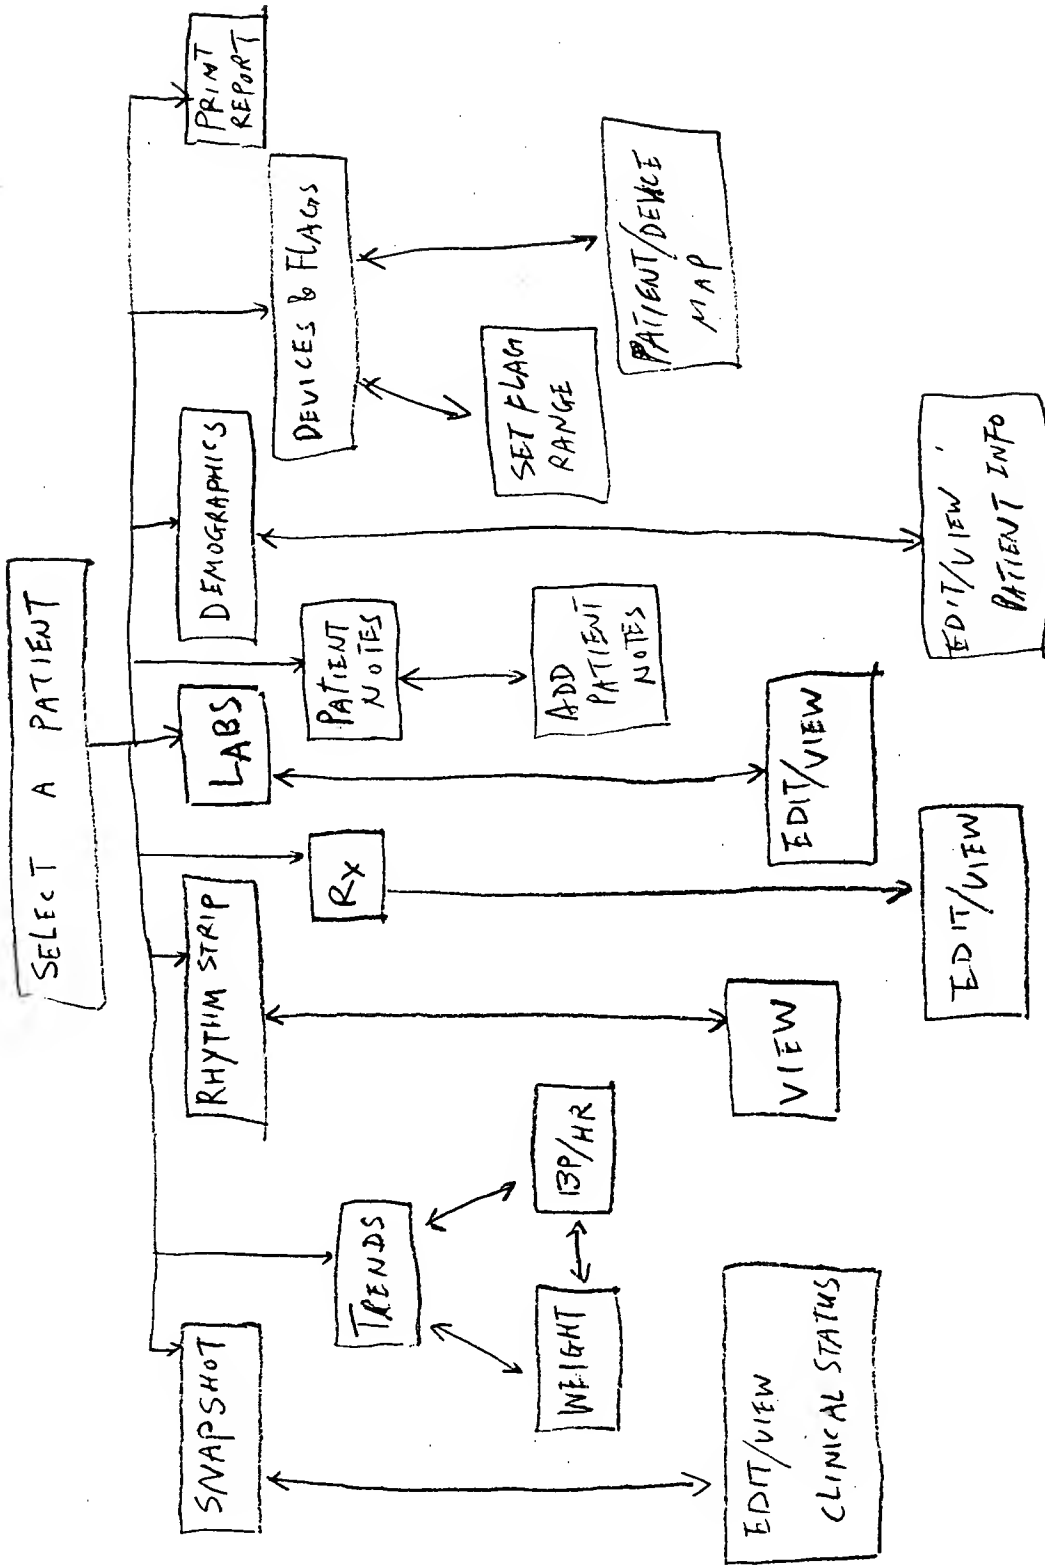 SELECT A PATIENT
SNAPSHOT
TRENDS
RHYTHM STRIP
Rx
LABS
PATIENT
NOTES
DEMOGRAPHICS
DEVICES & FLAGS
PRINT
REPORT
WEIGHT
BP/HR
ADD
PATIENT
NOTES
SET FLAG
RANGE
PATIENT/DEVICE
MAP
EDIT/VIEW
CLINICAL STATUS
VIEW
EDIT/VIEW
EDIT/VIEW
EDIT/VIEW
PATIENT INFO